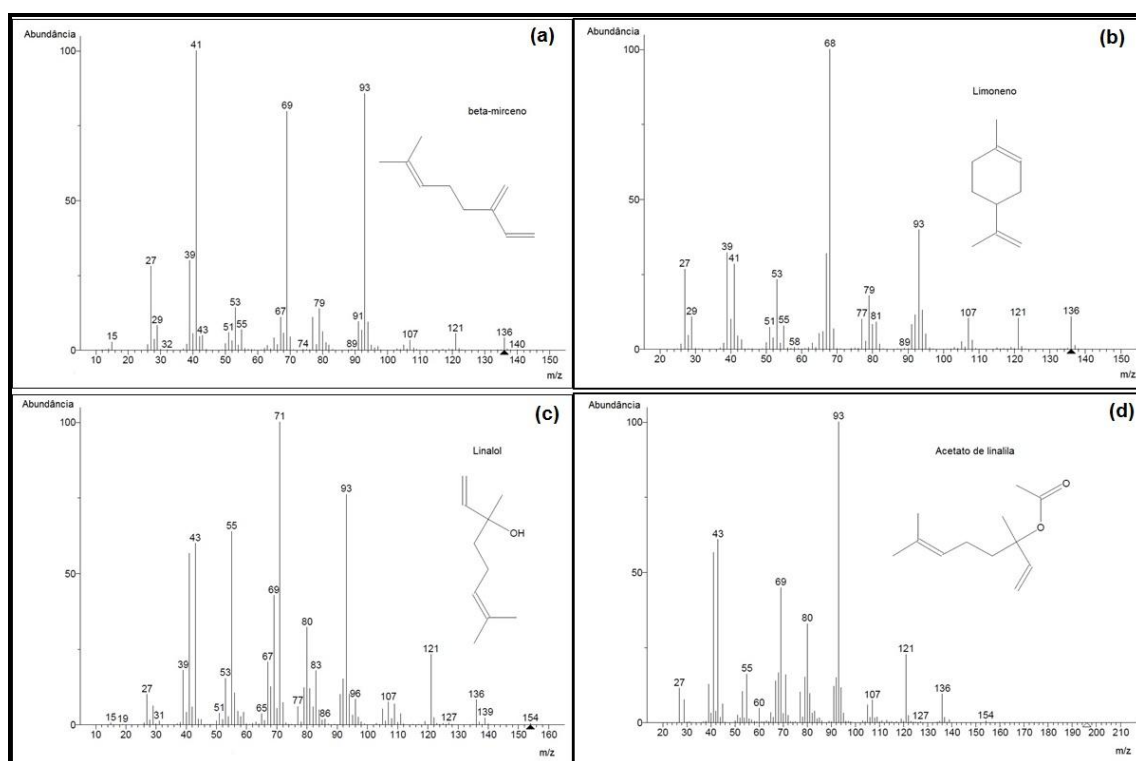 (a)
Abundância
beta-mirceno
100
50
0
15 27 29 32 39 41 43 51 53 55 67 69 74 79 89 91 93 107 121 136 140
10 20 30 40 50 60 70 80 90 100 110 120 130 140 150
m/z
(b)
Abundância
Limoneno
100
50
0
27 29 39 41 51 53 55 58 68 77 79 81 89 93 107 121 136
20 30 40 50 60 70 80 90 100 110 120 130 140 150
m/z
(c)
Abundância
Linalol
OH
100
50
0
15 19 27 31 39 43 51 53 55 65 67 69 71 77 80 83 86 93 96 107 121 127 136 139 154
10 20 30 40 50 60 70 80 90 100 110 120 130 140 150 160
m/z
(d)
Abundância
Acetato de linalila
O
O
100
50
0
27 43 55 60 69 80 93 107 121 127 136 154
20 30 40 50 60 70 80 90 100 110 120 130 140 150 160 170 180 190 200 210
m/z